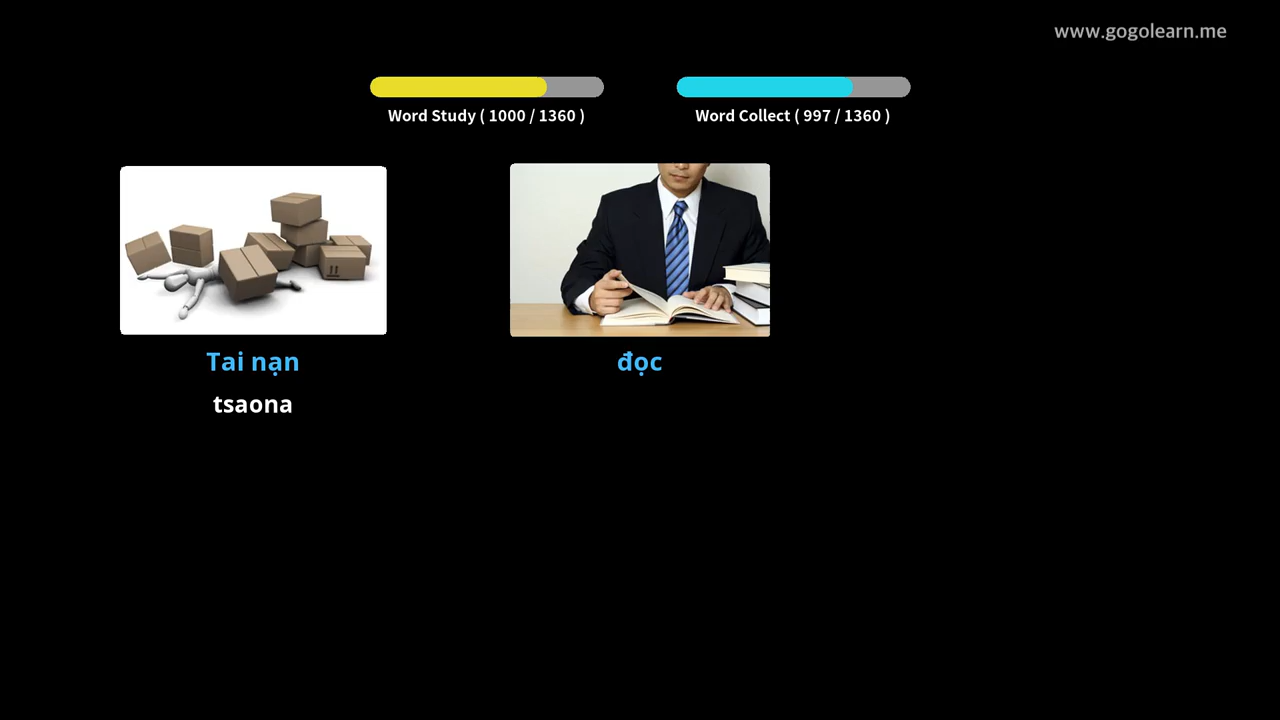 www.gogolearn.me
Word Study ( 1000 / 1360 )
Word Collect ( 997 / 1360 )
Tai nạn
tsaona
đọc